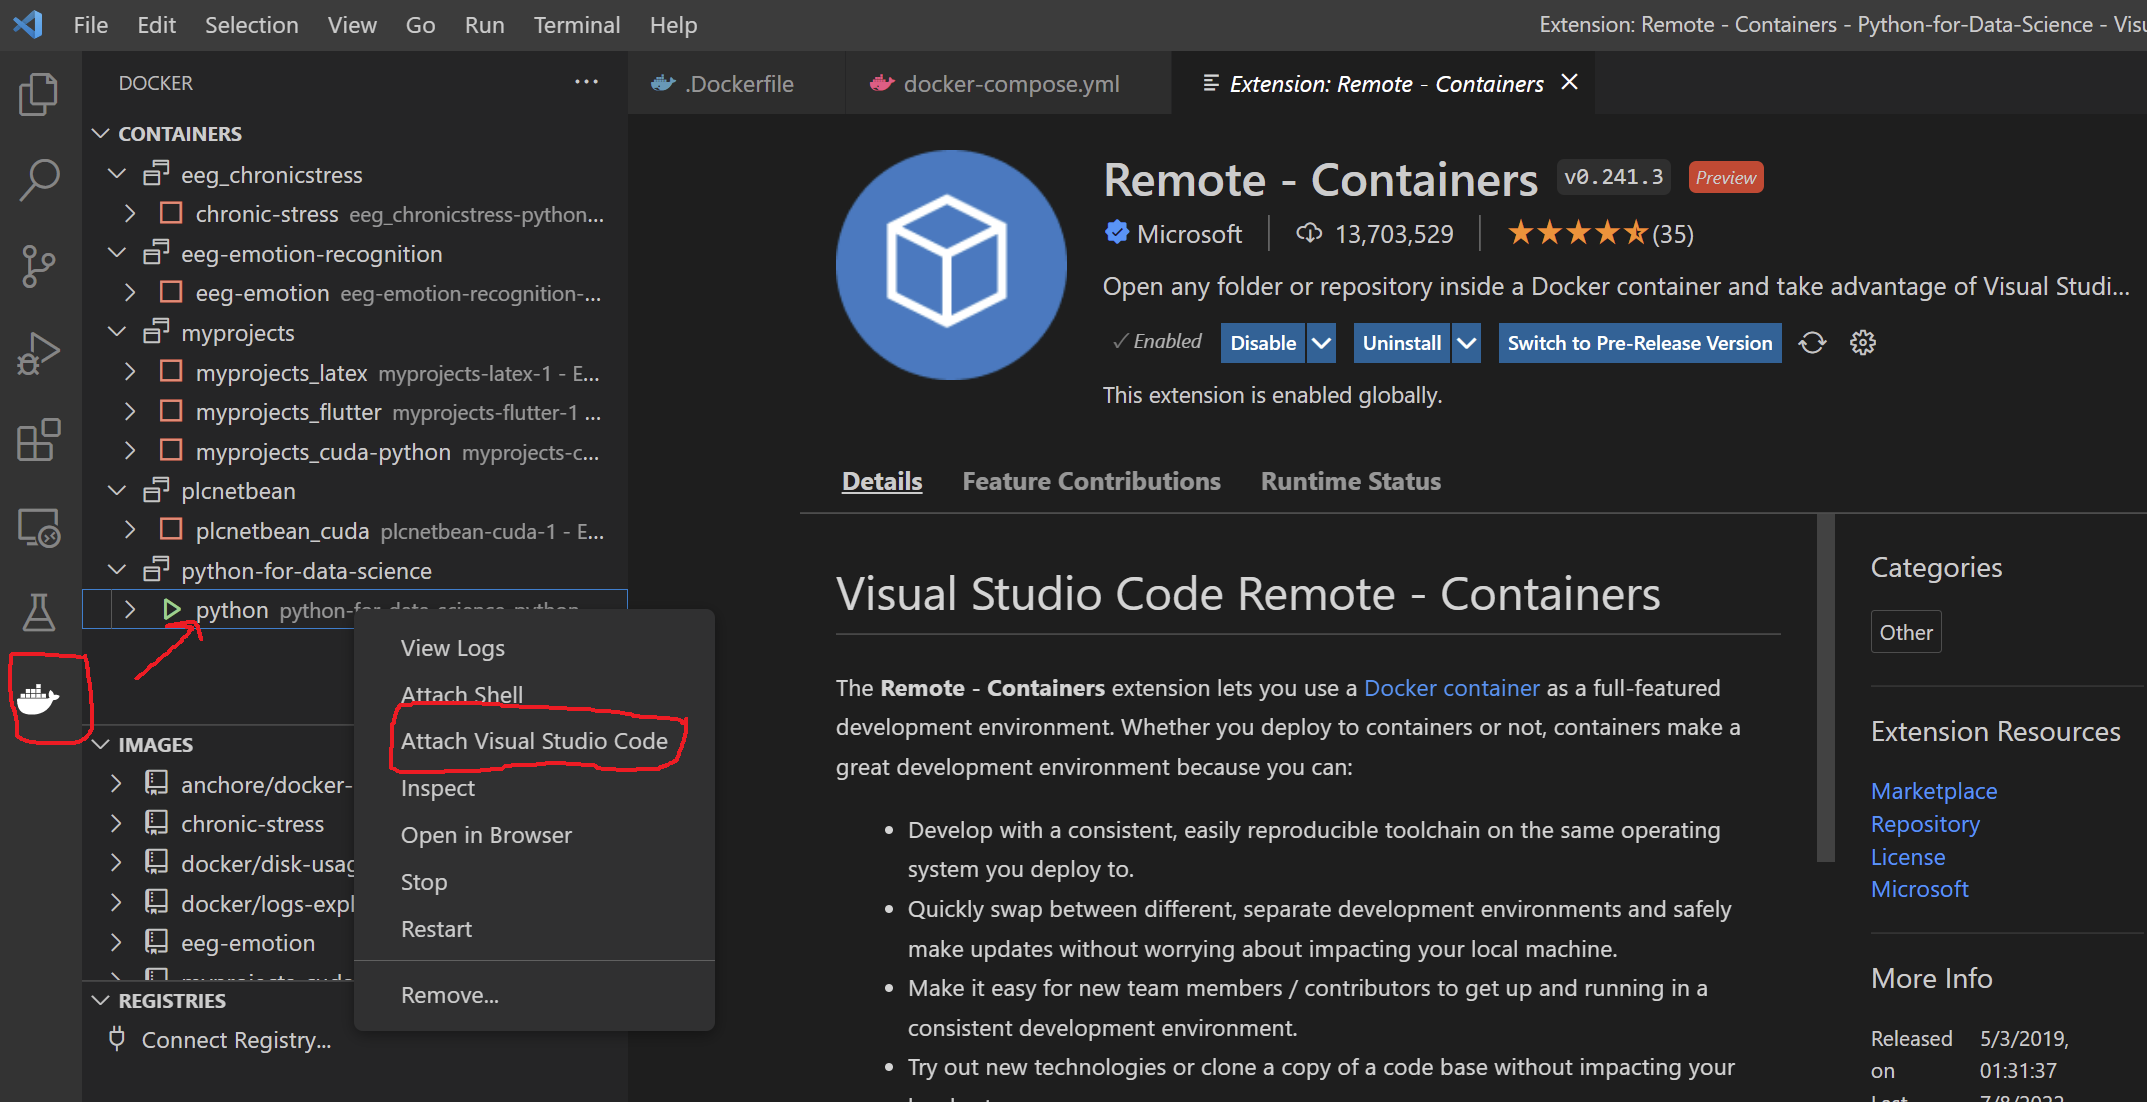 File Edit Selection View Go Run Terminal Help
Extension: Remote - Containers - Python-for-Data-Science - Visu
DOCKER ...
.Dockerfile
docker-compose.yml
Extension: Remote - Containers
CONTAINERS
eeg_chronicstress
chronic-stress eeg_chronicstress-python...
eeg-emotion-recognition
eeg-emotion eeg-emotion-recognition-...
myprojects
myprojects_latex myprojects-latex-1 - E...
myprojects_flutter myprojects-flutter-1 ...
myprojects_cuda-python myprojects-c...
plcnetbean
plcnetbean_cuda plcnetbean-cuda-1 - E...
python-for-data-science
python python-for-data-science-python
View Logs
Attach Shell
Attach Visual Studio Code
Inspect
Open in Browser
Stop
Restart
Remove...
IMAGES
anchore/docker-
chronic-stress
docker/disk-usag
docker/logs-expl
eeg-emotion
REGISTRIES
Connect Registry...
Remote - Containers v0.241.3 Preview
Microsoft 13,703,529 (35)
Open any folder or repository inside a Docker container and take advantage of Visual Studi...
Enabled Disable Uninstall Switch to Pre-Release Version
This extension is enabled globally.
Details Feature Contributions Runtime Status
Visual Studio Code Remote - Containers
The Remote - Containers extension lets you use a Docker container as a full-featured
development environment. Whether you deploy to containers or not, containers make a
great development environment because you can:
• Develop with a consistent, easily reproducible toolchain on the same operating
system you deploy to.
• Quickly swap between different, separate development environments and safely
make updates without worrying about impacting your local machine.
• Make it easy for new team members / contributors to get up and running in a
consistent development environment.
• Try out new technologies or clone a copy of a code base without impacting your
Categories
Other
Extension Resources
Marketplace
Repository
License
Microsoft
More Info
Released 5/3/2019,
on 01:31:37